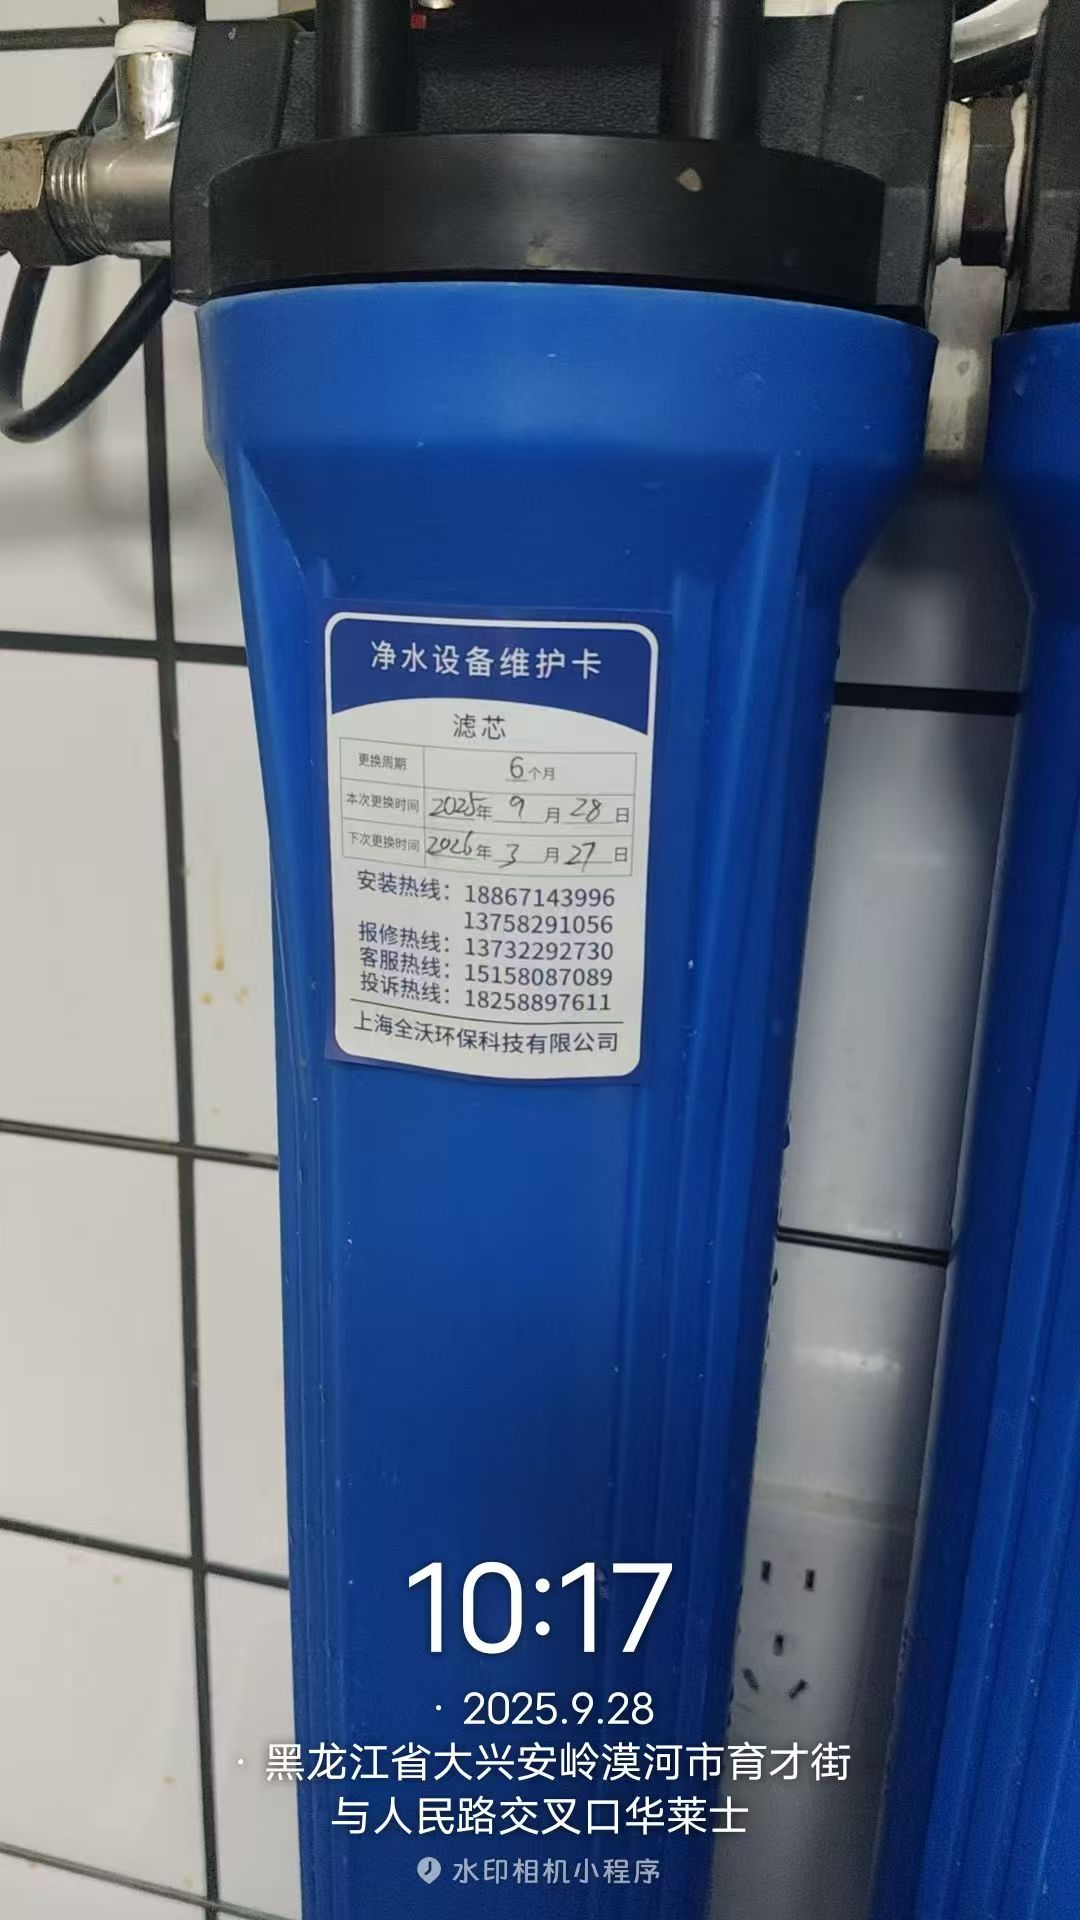 净水设备维护卡
滤芯
更换周期 6个月
本次更换时间 2025年9月28日
下次更换时间 2026年3月27日
安装热线：18867143996
13758291056
报修热线：13732292730
客服热线：15158087089
投诉热线：18258897611
上海全沃环保科技有限公司
10:17
· 2025.9.28
· 黑龙江省大兴安岭漠河市育才街
与人民路交叉口华莱士
水印相机小程序